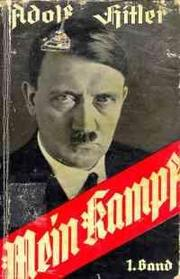 Adolf Hitler
Mein Kampf
1. Band